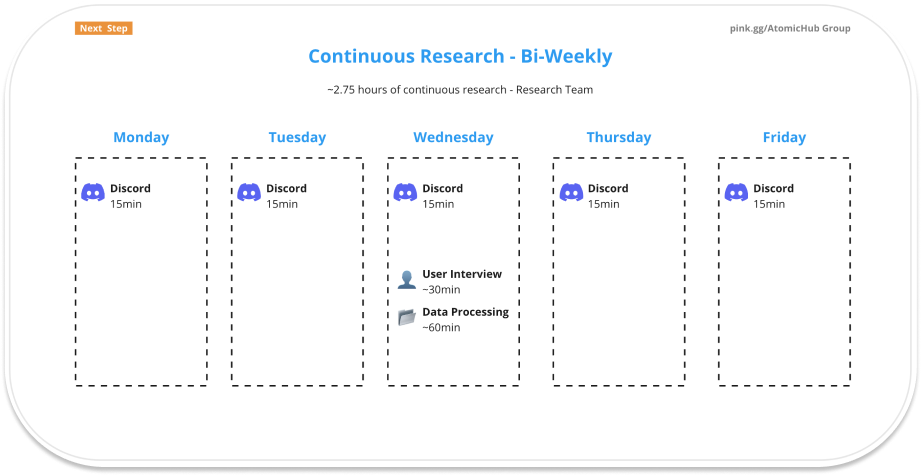 Next Step
pink.gg/AtomicHub Group
Continuous Research - Bi-Weekly
~2.75 hours of continuous research - Research Team
Monday
Tuesday
Wednesday
Thursday
Friday
Discord
15min
Discord
15min
Discord
15min
User Interview
~30min
Data Processing
~60min
Discord
15min
Discord
15min